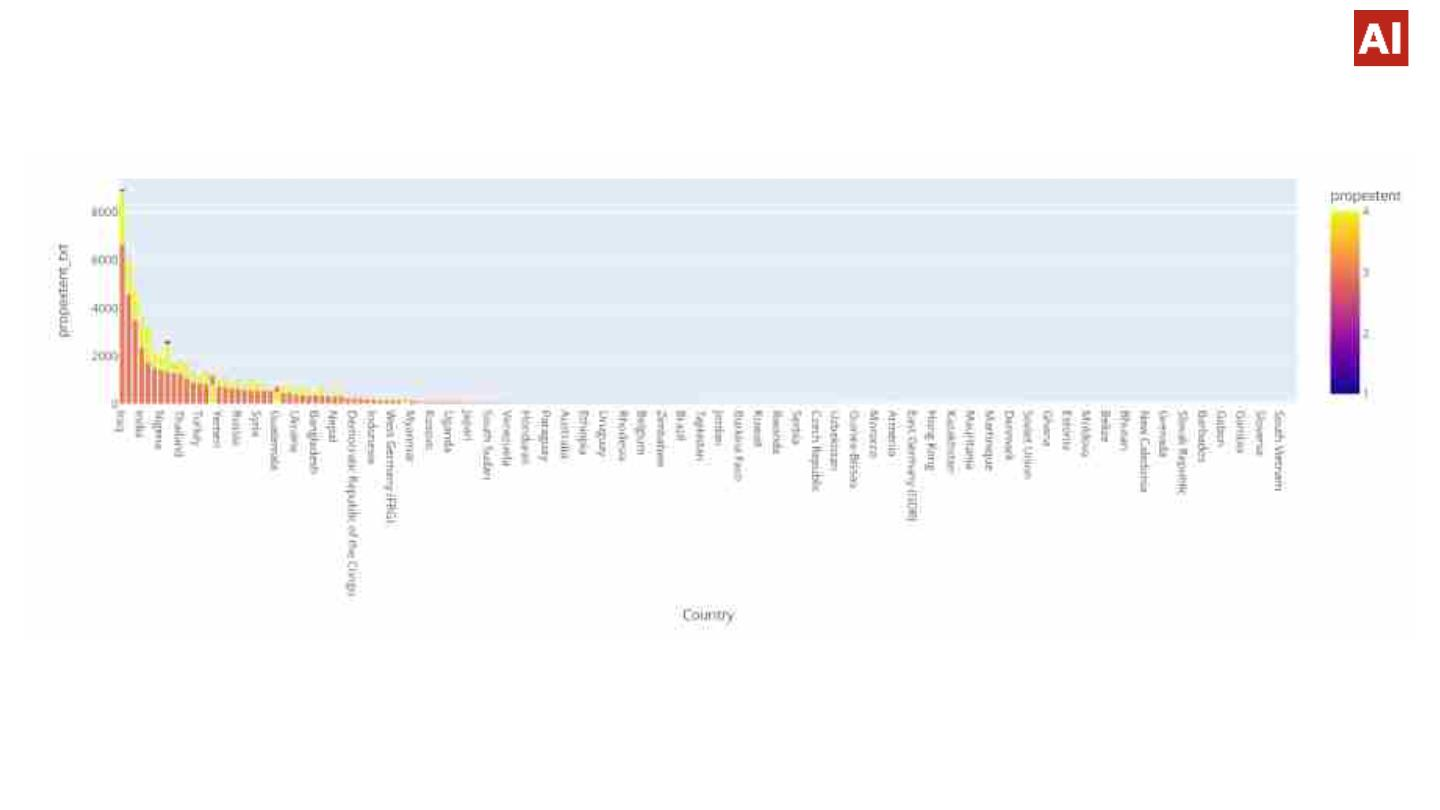 AI
propextent
4
3
2
1
8000
6000
4000
2000
0
propextent_txt
Iraq
India
Nigeria
Thailand
Turkey
Yemen
Russia
Syria
Guatemala
Ukraine
Bangladesh
Nepal
Democratic Republic of the Congo
Indonesia
West Germany (FRG)
Myanmar
Kosovo
Uganda
Japan
South Sudan
Venezuela
Honduras
Paraguay
Australia
Ethiopia
Uruguay
Rhodesia
Belgium
Zimbabwe
Brazil
Tajikistan
Jordan
Burkina Faso
Kuwait
Rwanda
Serbia
Czech Republic
Uzbekistan
Guinea-Bissau
Morocco
Armenia
East Germany (GDR)
Hong Kong
Kazakhstan
Mauritania
Martinique
Denmark
Soviet Union
Ghana
Estonia
Moldova
Belize
Bhutan
New Caledonia
Grenada
Slovak Republic
Barbados
Gabon
Gambia
Slovenia
South Vietnam
Country